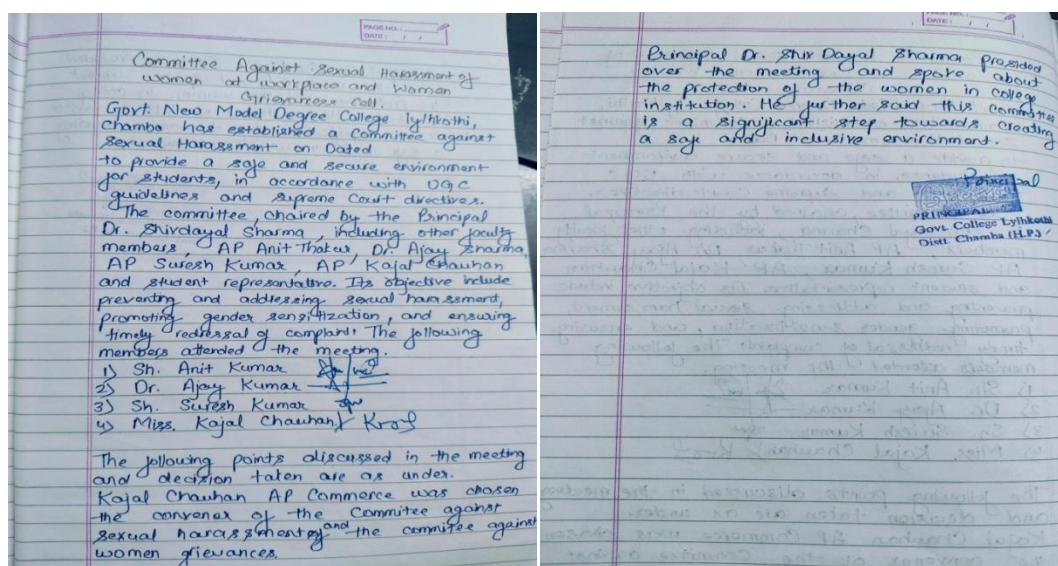 PAGE NO.:
DATE: / /
Committee Against Sexual Harassment of
women at workplace and Women
Grievances Cell.
Govt. New Model Degree College lylhkothi,
Chamba has established a Committee against
Sexual Harassment on Dated
to provide a safe and secure environment
for students, in accordance with UGC
guidelines and supreme Court directives.
The committee, chaired by the Principal
Dr. Shivdayal Sharma, including other faculty
members, AP Anit Thakur, Dr. Ajay Sharma,
AP Suresh Kumar, AP Kajal Chauhan
and student representative. Its objective include
preventing and addressing sexual harassment,
promoting gender sensitization, and ensuring
timely redressal of complaint. The following
members attended the meeting.
1) Sh. Anit Kumar
2) Dr. Ajay Kumar
3) Sh. Suresh Kumar
4) Miss. Kajal Chauhan
The following points discussed in the meeting
and decision taken are as under.
Kajal Chauhan AP Commerce was chosen
the convener of the Commitee against
sexual harassment and the commitee against
women grievances.
DATE: / /
Principal Dr. Shiv Dayal Sharma presided
over the meeting and spoke about
the protection of the women in college
institution. He further said this committee
is a significant step towards creating
a safe and inclusive environment.
Principal
PRINCIPAL
Govt. College Lylhkothi
Distt. Chamba (H.P.)